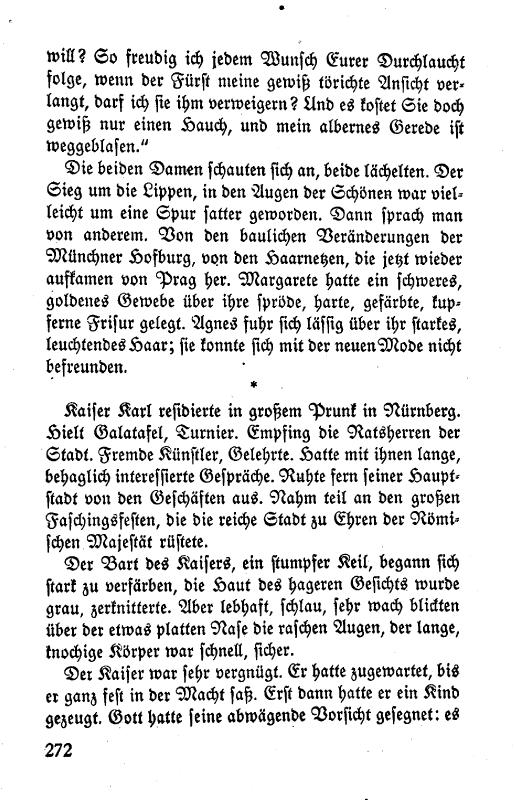 will? So freudig ich jedem Wunsch Eurer Durchlaucht
folge, wenn der Fürst meine gewiß törichte Ansicht ver-
langt, darf ich sie ihm verweigern? Und es kostet Sie doch
gewiß nur einen Hauch, und mein albernes Gerede ist
weggeblasen.“
Die beiden Damen schauten sich an, beide lächelten. Der
Sieg um die Lippen, in den Augen der Schönen war viel-
leicht um eine Spur satter geworden. Dann sprach man
von anderem. Von den baulichen Veränderungen der
Münchner Hofburg, von den Haarnetzen, die jetzt wieder
aufkamen von Prag her. Margarete hatte ein schweres,
goldenes Gewebe über ihre spröde, harte, gefärbte, kup-
ferne Frisur gelegt. Agnes fuhr sich lässig über ihr starkes,
leuchtendes Haar; sie konnte sich mit der neuen Mode nicht
befreunden.
*
Kaiser Karl residierte in großem Prunk in Nürnberg.
Hielt Galatafel, Turnier. Empfing die Ratsherren der
Stadt. Fremde Künstler, Gelehrte. Hatte mit ihnen lange,
behaglich interessierte Gespräche. Ruhte fern seiner Haupt-
stadt von den Geschäften aus. Nahm teil an den großen
Faschingsfesten, die die reiche Stadt zu Ehren der Römi-
schen Majestät rüstete.
Der Bart des Kaisers, ein stumpfer Keil, begann sich
stark zu verfärben, die Haut des hageren Gesichts wurde
grau, zerknitterte. Aber lebhaft, schlau, sehr wach blickten
über der etwas platten Nase die raschen Augen, der lange,
knochige Körper war schnell, sicher.
Der Kaiser war sehr vergnügt. Er hatte zugewartet, bis
er ganz fest in der Macht saß. Erst dann hatte er ein Kind
gezeugt. Gott hatte seine abwägende Vorsicht gesegnet: es
272